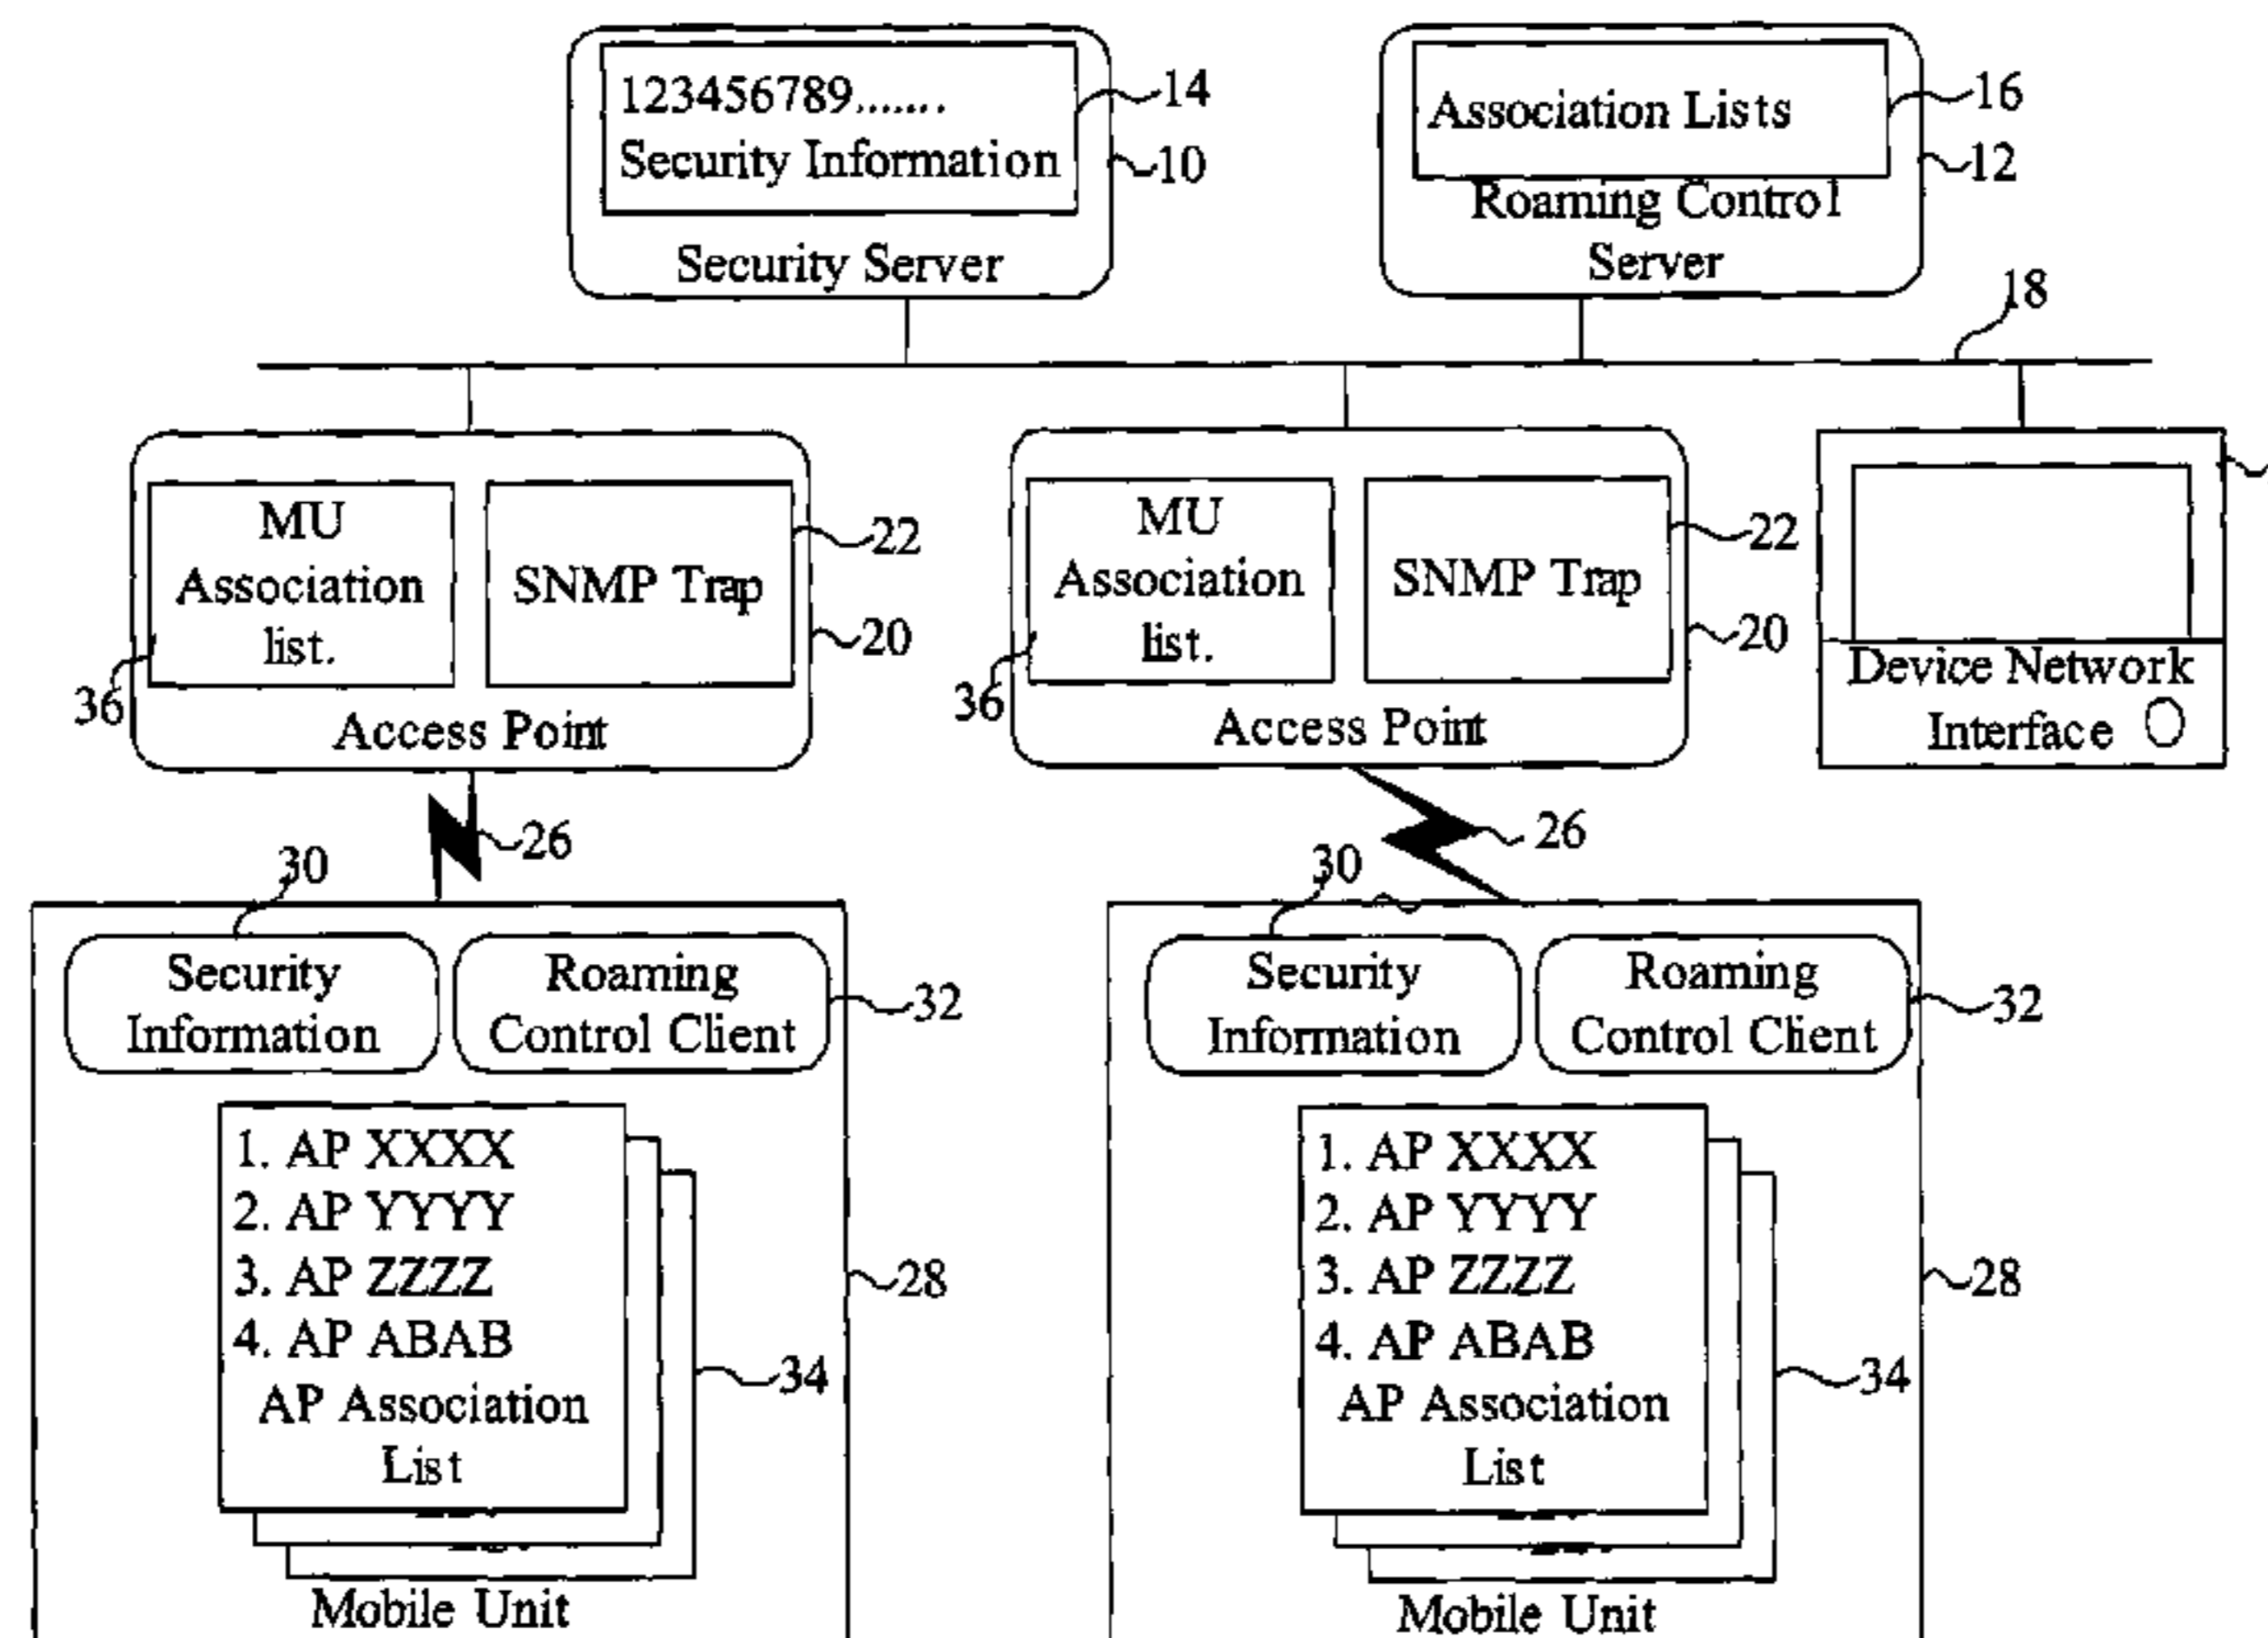 123456789.......
Security Information
Security Server
14
10
Association Lists
Roaming Control
Server
16
12
18
MU
Association
list.
SNMP Trap
Access Point
22
20
36
MU
Association
list.
SNMP Trap
Access Point
22
20
36
Device Network
Interface
26
26
30
Security
Information
Roaming
Control Client
32
1. AP XXXX
2. AP YYYY
3. AP ZZZZ
4. AP ABAB
AP Association
List
28
34
Mobile Unit
30
Security
Information
Roaming
Control Client
32
1. AP XXXX
2. AP YYYY
3. AP ZZZZ
4. AP ABAB
AP Association
List
28
34
Mobile Unit